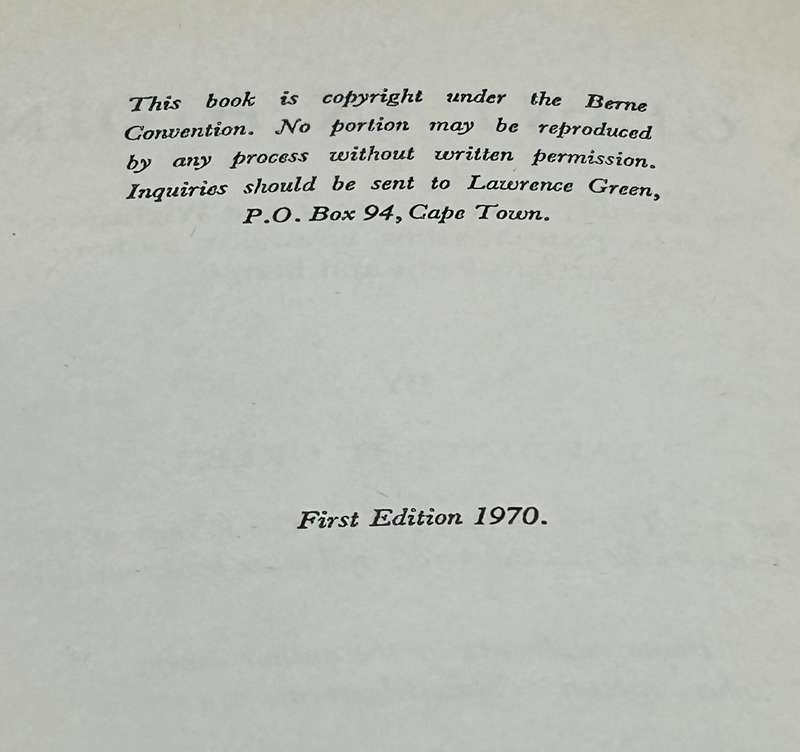 This book is copyright under the Berne
Convention. No portion may be reproduced
by any process without written permission.
Inquiries should be sent to Lawrence Green,
P.O. Box 94, Cape Town.
First Edition 1970.